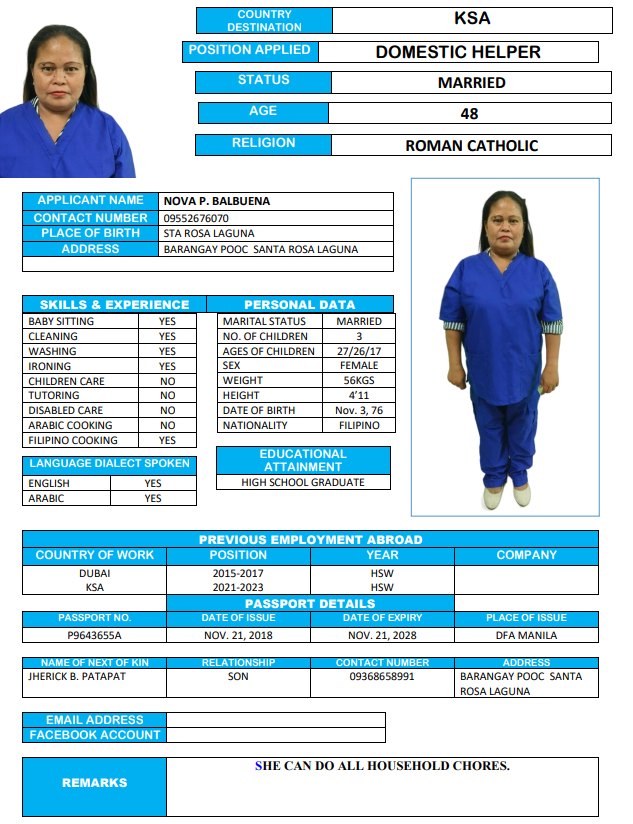 COUNTRY DESTINATION KSA
POSITION APPLIED DOMESTIC HELPER
STATUS MARRIED
AGE 48
RELIGION ROMAN CATHOLIC
APPLICANT NAME NOVA P. BALBUENA
CONTACT NUMBER 09552676070
PLACE OF BIRTH STA ROSA LAGUNA
ADDRESS BARANGAY POOC SANTA ROSA LAGUNA
SKILLS & EXPERIENCE
BABY SITTING YES
CLEANING YES
WASHING YES
IRONING YES
CHILDREN CARE NO
TUTORING NO
DISABLED CARE NO
ARABIC COOKING NO
FILIPINO COOKING YES
PERSONAL DATA
MARITAL STATUS MARRIED
NO. OF CHILDREN 3
AGES OF CHILDREN 27/26/17
SEX FEMALE
WEIGHT 56KGS
HEIGHT 4’11
DATE OF BIRTH Nov. 3, 76
NATIONALITY FILIPINO
LANGUAGE DIALECT SPOKEN
ENGLISH YES
ARABIC YES
EDUCATIONAL
ATTAINMENT
HIGH SCHOOL GRADUATE
PREVIOUS EMPLOYMENT ABROAD
COUNTRY OF WORK POSITION YEAR COMPANY
DUBAI 2015-2017 HSW
KSA 2021-2023 HSW
PASSPORT DETAILS
PASSPORT NO. DATE OF ISSUE DATE OF EXPIRY PLACE OF ISSUE
P9643655A NOV. 21, 2018 NOV. 21, 2028 DFA MANILA
NAME OF NEXT OF KIN RELATIONSHIP CONTACT NUMBER ADDRESS
JHERICK B. PATAPAT SON 09368658991 BARANGAY POOC SANTA
ROSA LAGUNA
EMAIL ADDRESS
FACEBOOK ACCOUNT
REMARKS SHE CAN DO ALL HOUSEHOLD CHORES.